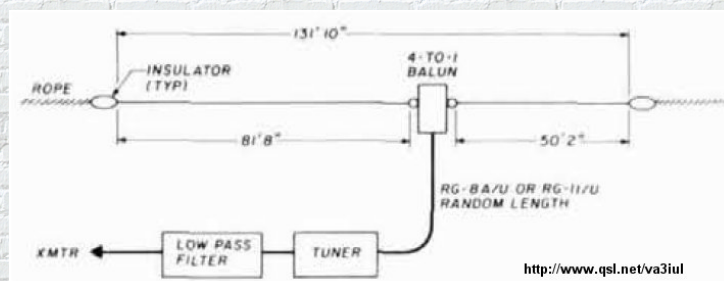 131'10"
4-TO-1
BALUN
INSULATOR
(TYP)
ROPE
81'8"
50'2"
RG-8A/U OR RG-11/U
RANDOM LENGTH
XMTR
LOW PASS
FILTER
TUNER
http://www.qsl.net/va3iul